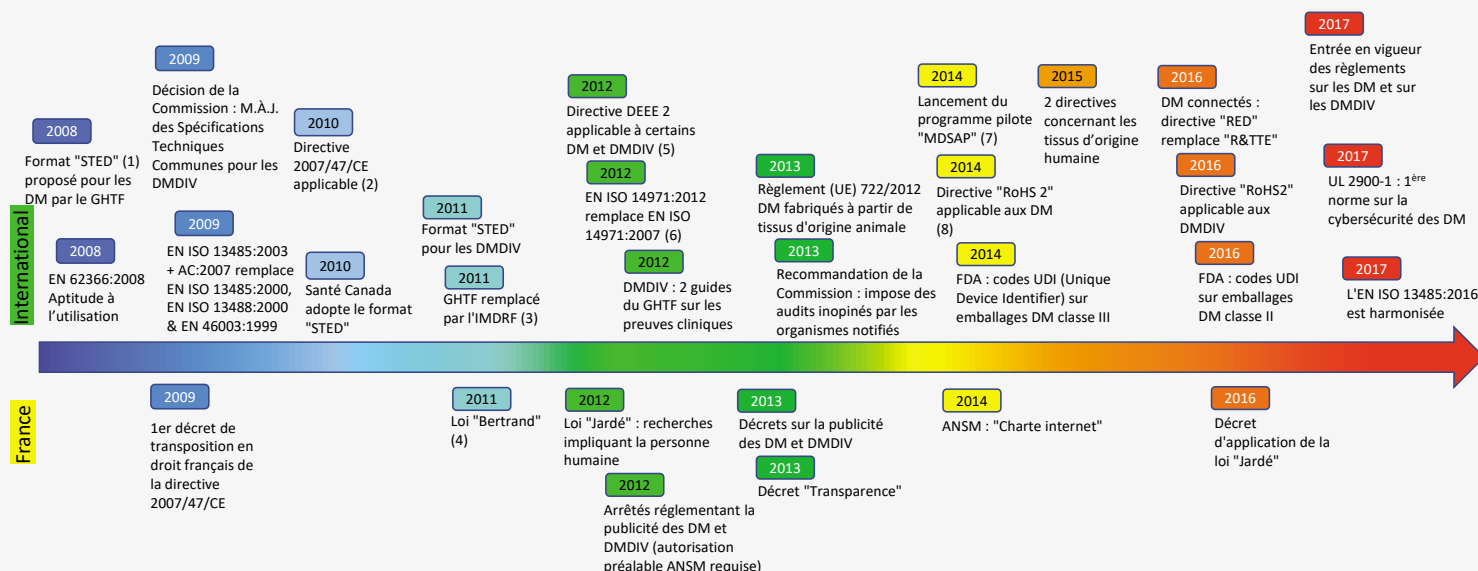 2008
Format "STED" (1)
proposé pour les
DM par le GHTF
2008
EN 62366:2008
Aptitude à
l'utilisation
2009
Décision de la
Commission : M.À.J.
des Spécifications
Techniques
Communes pour les
DMDIV
2009
EN ISO 13485:2003
+ AC:2007 remplace
EN ISO 13485:2000,
EN ISO 13488:2000
& EN 46003:1999
2010
Directive
2007/47/CE
applicable (2)
2010
Santé Canada
adopte le format
"STED"
2011
Format "STED"
pour les DMDIV
2011
GHTF remplacé
par l'IMDRF (3)
2012
Directive DEEE 2
applicable à certains
DM et DMDIV (5)
2012
EN ISO 14971:2012
remplace EN ISO
14971:2007 (6)
2012
DMDIV : 2 guides
du GHTF sur les
preuves cliniques
2013
Règlement (UE) 722/2012
DM fabriqués à partir de
tissus d'origine animale
2013
Recommandation de la
Commission : impose des
audits inopinés par les
organismes notifiés
2014
Lancement du
programme pilote
"MDSAP" (7)
2014
Directive "RoHS 2"
applicable aux DM
(8)
2014
FDA : codes UDI (Unique
Device Identifier) sur
emballages DM classe III
2015
2 directives
concernant les
tissus d'origine
humaine
2016
DM connectés :
directive "RED"
remplace "R&TTE"
2016
Directive "RoHS2"
applicable aux
DMDIV
2016
FDA : codes UDI
sur emballages
DM classe II
2017
Entrée en vigueur
des règlements
sur les DM et sur
les DMDIV
2017
UL 2900-1 : 1ère
norme sur la
cybersécurité des DM
2017
L'EN ISO 13485:2016
est harmonisée
International
France
2009
1er décret de
transposition en
droit français de
la directive
2007/47/CE
2011
Loi "Bertrand"
(4)
2012
Loi "Jardé" : recherches
impliquant la personne
humaine
2012
Arrêtés réglementant la
publicité des DM et
DMDIV (autorisation
préalable ANSM requise)
2013
Décrets sur la publicité
des DM et DMDIV
2013
Décret "Transparence"
2014
ANSM : "Charte internet"
2016
Décret
d'application de la
loi "Jardé"